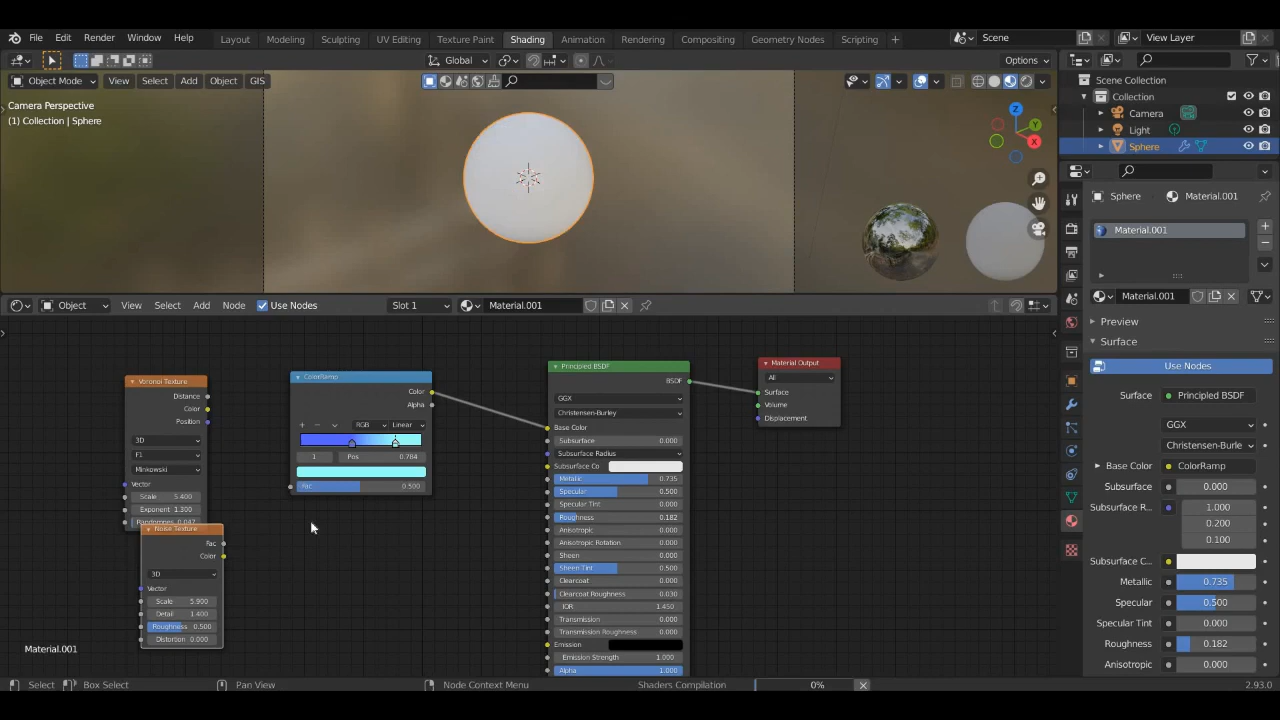 File Edit Render Window Help Layout Modeling Sculpting UV Editing Texture Paint Shading Animation Rendering Compositing Geometry Nodes Scripting + Scene View Layer
Global Options
Object Mode View Select Add Object GIS
Scene Collection
Collection
Camera
Light
Sphere
Camera Perspective
(1) Collection | Sphere
Z
Y
X
Sphere Material.001
Material.001
Object View Select Add Node Use Nodes Slot 1 Material.001
Material.001
Preview
Surface
Use Nodes
Surface Principled BSDF
GGX
Christensen-Burley
Base Color ColorRamp
Subsurface 0.000
Subsurface R... 1.000
0.200
0.100
Subsurface C...
Metallic 0.735
Specular 0.500
Specular Tint 0.000
Roughness 0.182
Anisotropic 0.000
Voronoi Texture
Distance
Color
Position
3D
F1
Minkowski
Vector
Scale 5.400
Exponent 1.300
Randomnes 0.047
Noise Texture
Fac
Color
3D
Vector
Scale 5.900
Detail 1.400
Roughness 0.500
Distortion 0.000
ColorRamp
Color
Alpha
+ − RGB Linear
1 Pos 0.784
Fac 0.500
Principled BSDF
BSDF
GGX
Christensen-Burley
Base Color
Subsurface 0.000
Subsurface Radius
Subsurface Co
Metallic 0.735
Specular 0.500
Specular Tint 0.000
Roughness 0.182
Anisotropic 0.000
Anisotropic Rotation 0.000
Sheen 0.000
Sheen Tint 0.500
Clearcoat 0.000
Clearcoat Roughness 0.030
IOR 1.450
Transmission 0.000
Transmission Roughness 0.000
Emission
Emission Strength 1.000
Alpha 1.000
Material Output
All
Surface
Volume
Displacement
Material.001
Select Box Select Pan View Node Context Menu Shaders Compilation 0% 2.93.0